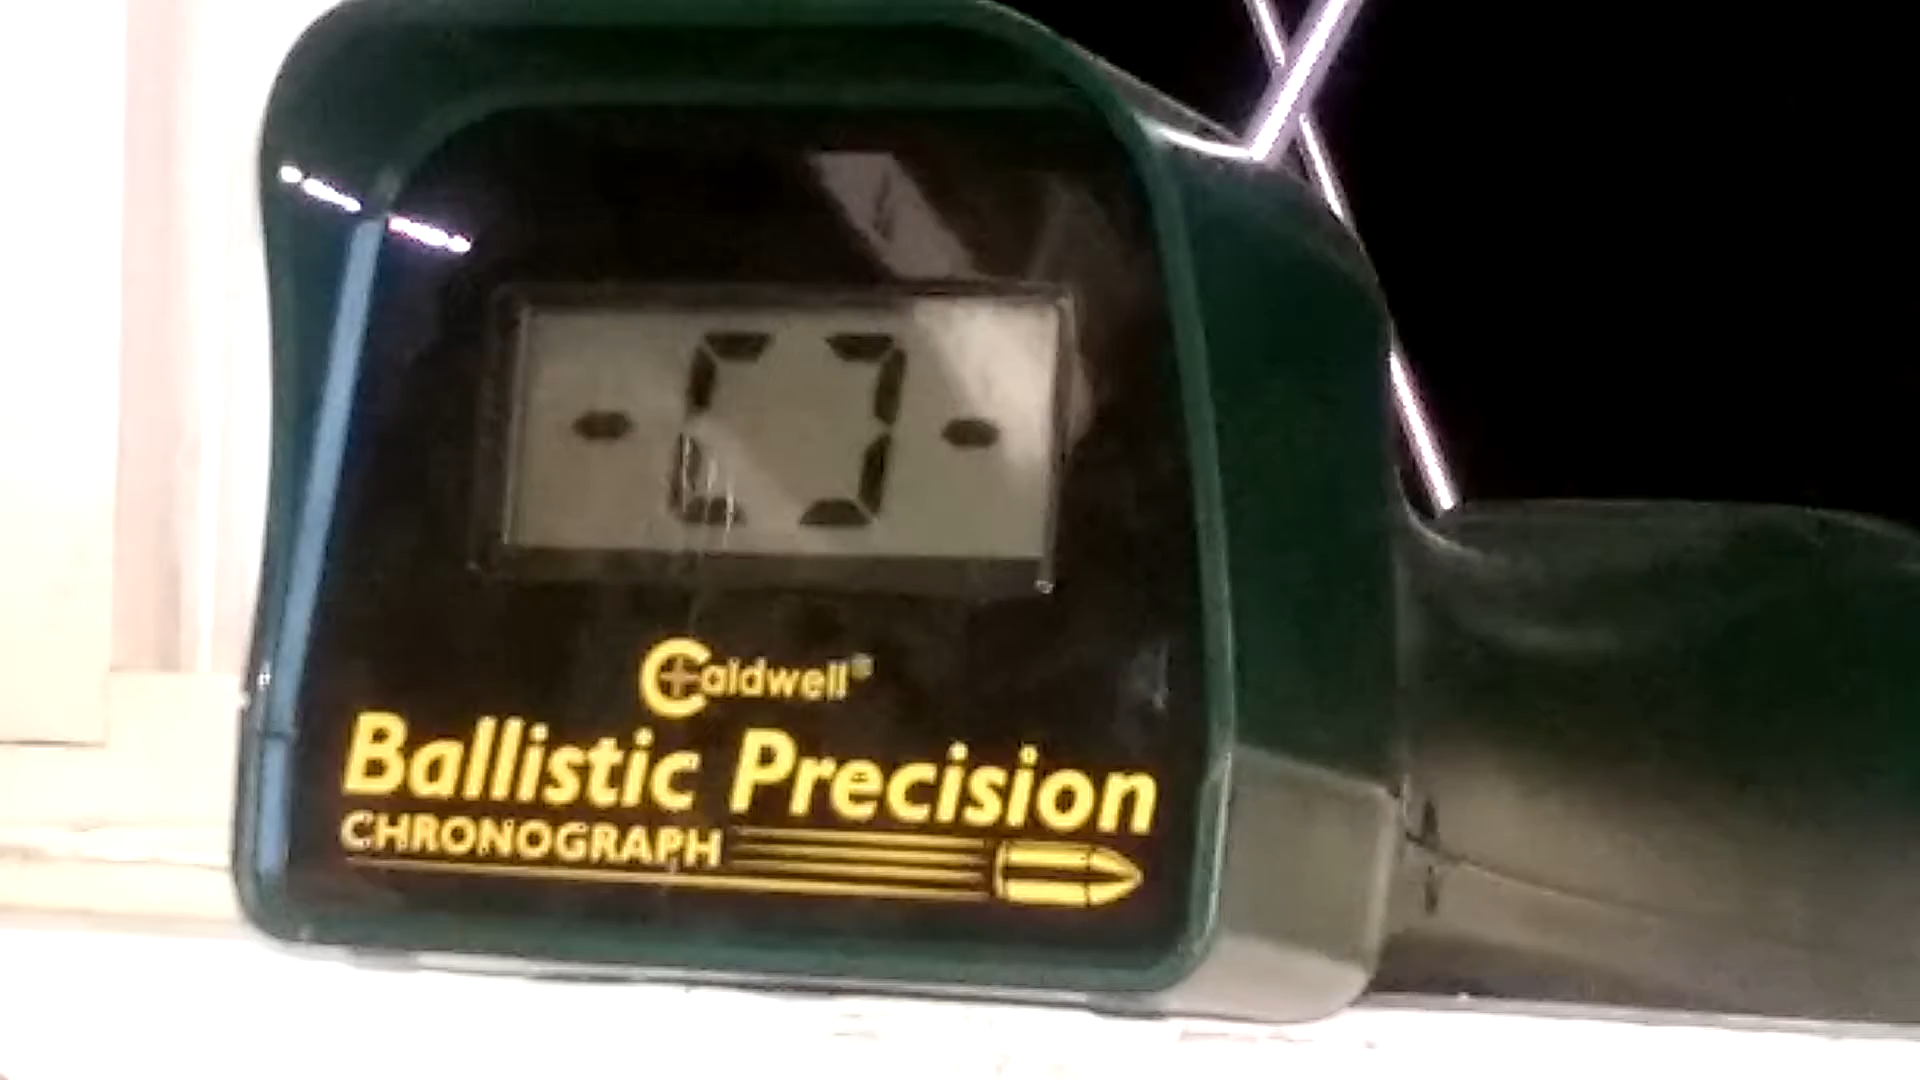 - [ ] -
Caldwell®
Ballistic Precision
CHRONOGRAPH